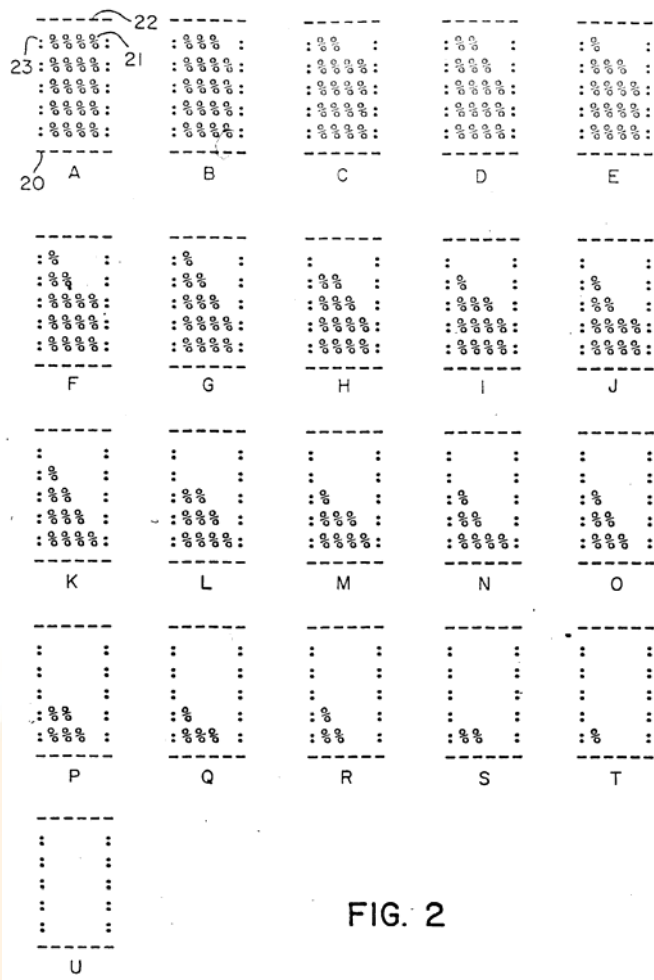 ------ 22 ------ ------ ------ ------
23 :%%%%: 21 :%%% : :%% : :%% : :% :
:%%%%: :%%%%: :%%%%: :%%% : :%%% :
:%%%%: :%%%%: :%%%%: :%%%%: :%%%%:
:%%%%: :%%%%: :%%%%: :%%%%: :%%%%:
:%%%%: :%%%%: :%%%%: :%%%%: :%%%%:
20 ------ ------ ------ ------ ------
A B C D E
------ ------ ------ ------ ------
:% : :% : : : : : : :
:%% : :%% : :%% : :% : :% :
:%%%%: :%%% : :%%% : :%%% : :%% :
:%%%%: :%%%%: :%%%%: :%%%%: :%%%%:
:%%%%: :%%%%: :%%%%: :%%%%: :%%%%:
------ ------ ------ ------ ------
F G H I J
------ ------ ------ ------ ------
: : : : : : : : : :
:% : : : : : : : : :
:%% : :%% : :% : :% : :% :
:%%% : :%%% : :%%% : :%% : :%% :
:%%%%: :%%%%: :%%%%: :%%%%: :%%% :
------ ------ ------ ------ ------
K L M N O
------ ------ ------ ------ ------
: : : : : : : : : :
: : : : : : : : : :
: : : : : : : : : :
:%% : :% : :% : : : : :
:%%% : :%%% : :%% : :%% : :% :
------ ------ ------ ------ ------
P Q R S T
------
: :
: :
: :
: :
: :
------
U
FIG. 2